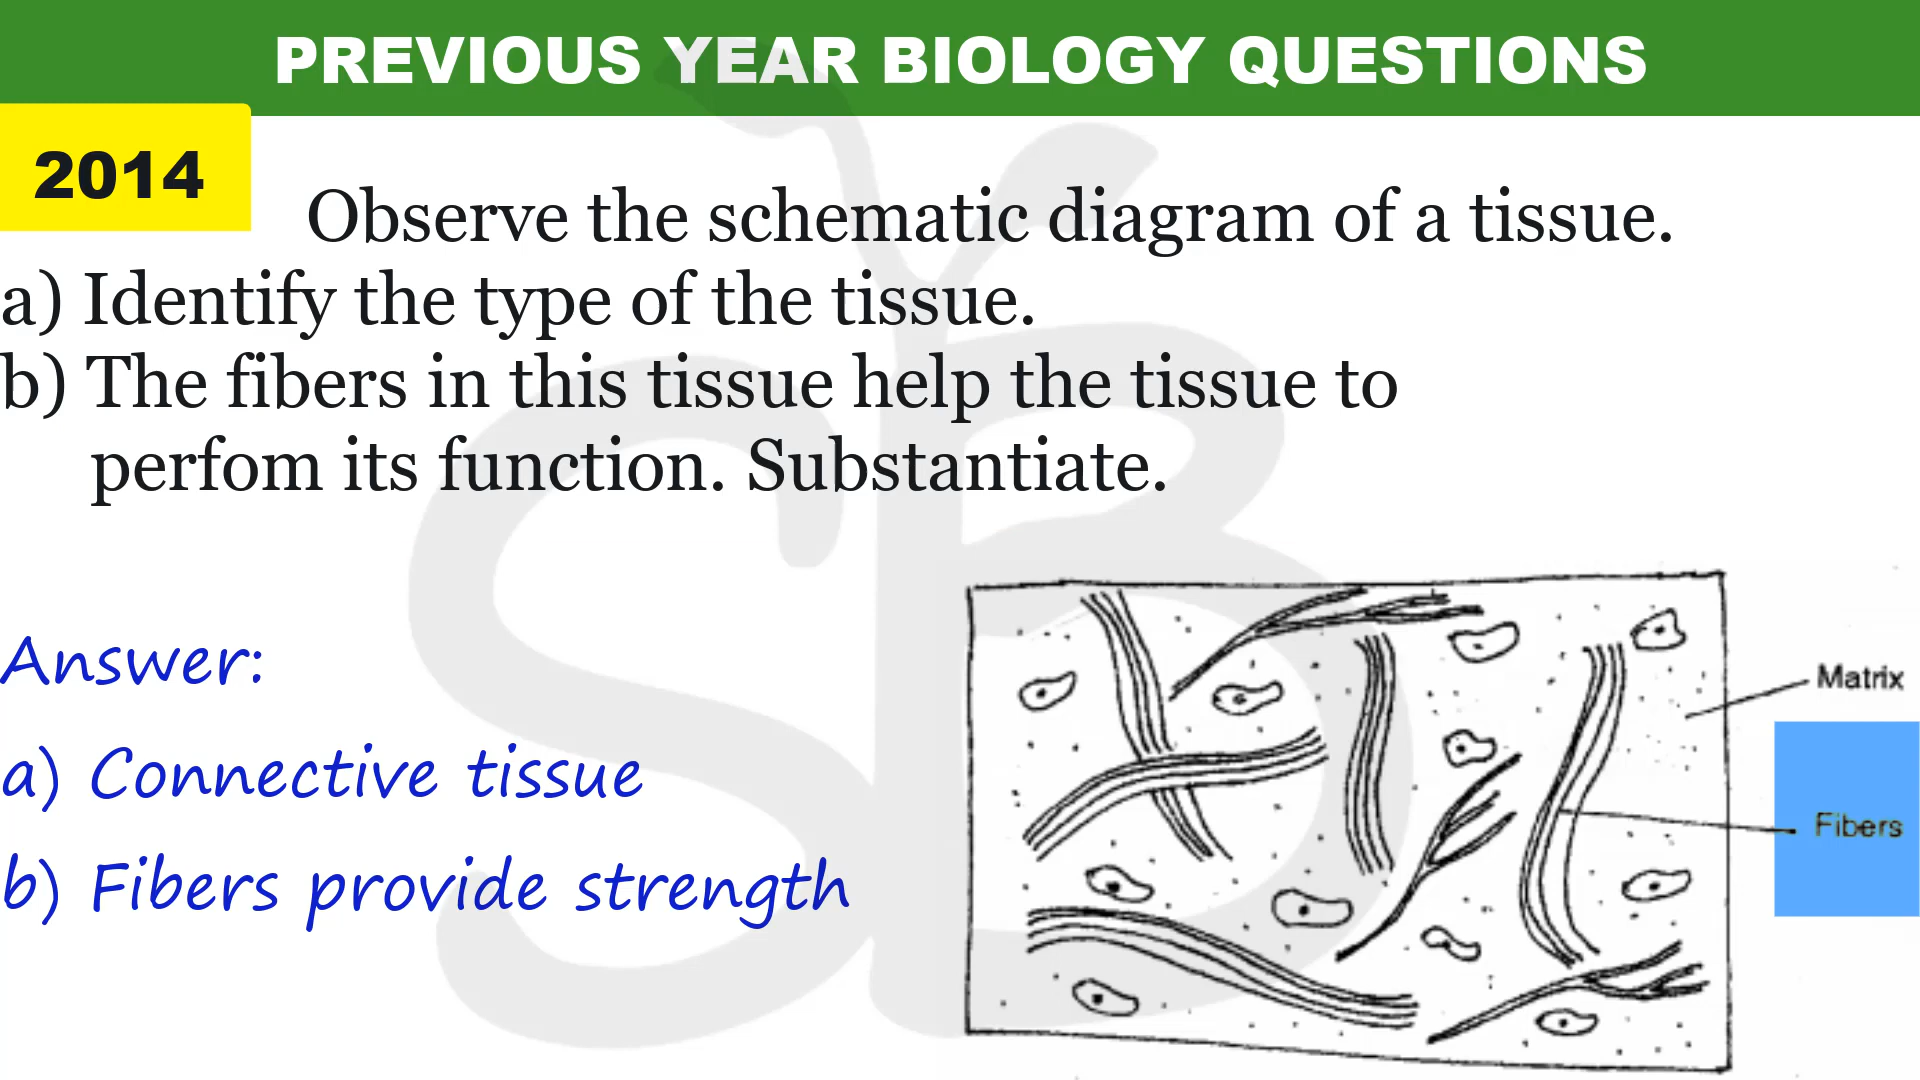 PREVIOUS YEAR BIOLOGY QUESTIONS
2014
Observe the schematic diagram of a tissue.
a) Identify the type of the tissue.
b) The fibers in this tissue help the tissue to
perfom its function. Substantiate.
Answer:
a) Connective tissue
b) Fibers provide strength
Matrix
Fibers